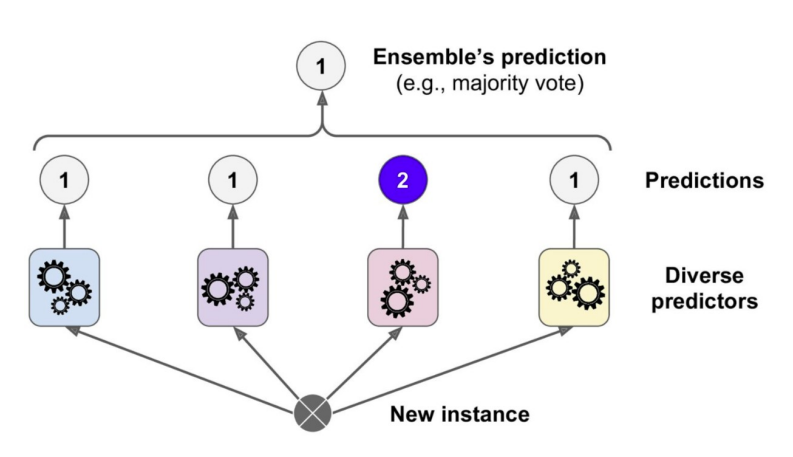 1
Ensemble's prediction
(e.g., majority vote)
1
1
2
1
Predictions
Diverse
predictors
New instance